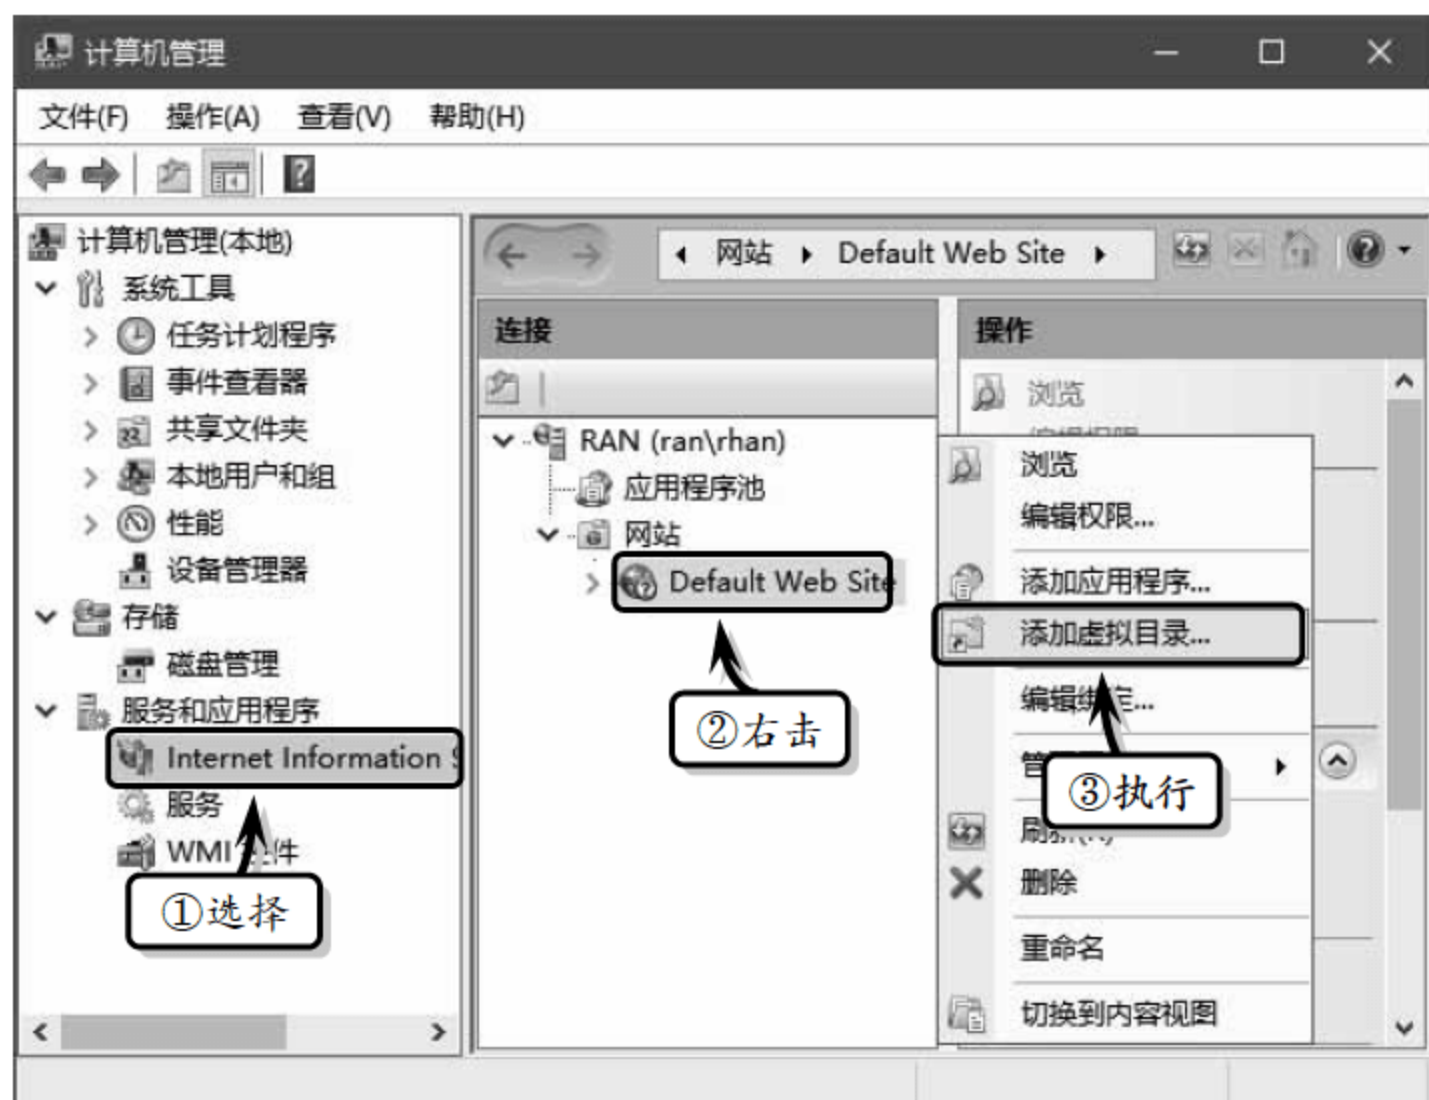 计算机管理
文件(F) 操作(A) 查看(V) 帮助(H)
计算机管理(本地)
系统工具
任务计划程序
事件查看器
共享文件夹
本地用户和组
性能
设备管理器
存储
磁盘管理
服务和应用程序
Internet Information
服务
WMI 件
①选择
网站 Default Web Site
连接
RAN (ran\rhan)
应用程序池
网站
Default Web Site
②右击
操作
浏览
浏览
编辑权限...
添加应用程序...
添加虚拟目录...
编辑绑定...
③执行
刷新(R)
删除
重命名
切换到内容视图